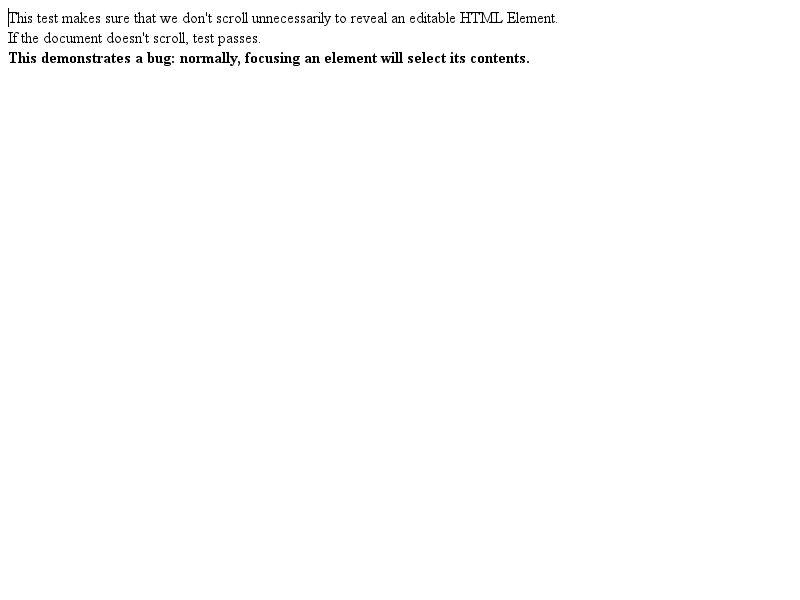 This test makes sure that we don't scroll unnecessarily to reveal an editable HTML Element.
If the document doesn't scroll, test passes.
This demonstrates a bug: normally, focusing an element will select its contents.